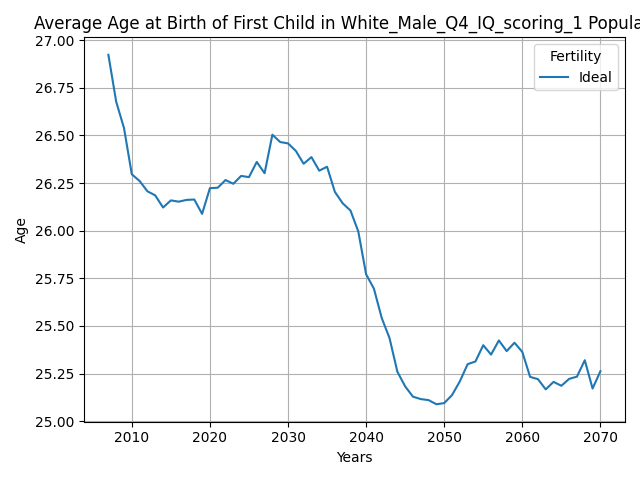 Average Age at Birth of First Child in White_Male_Q4_IQ_scoring_1 Popula
27.00
26.75
26.50
26.25
26.00
25.75
25.50
25.25
25.00
Age
Fertility
Ideal
2010 2020 2030 2040 2050 2060 2070
Years